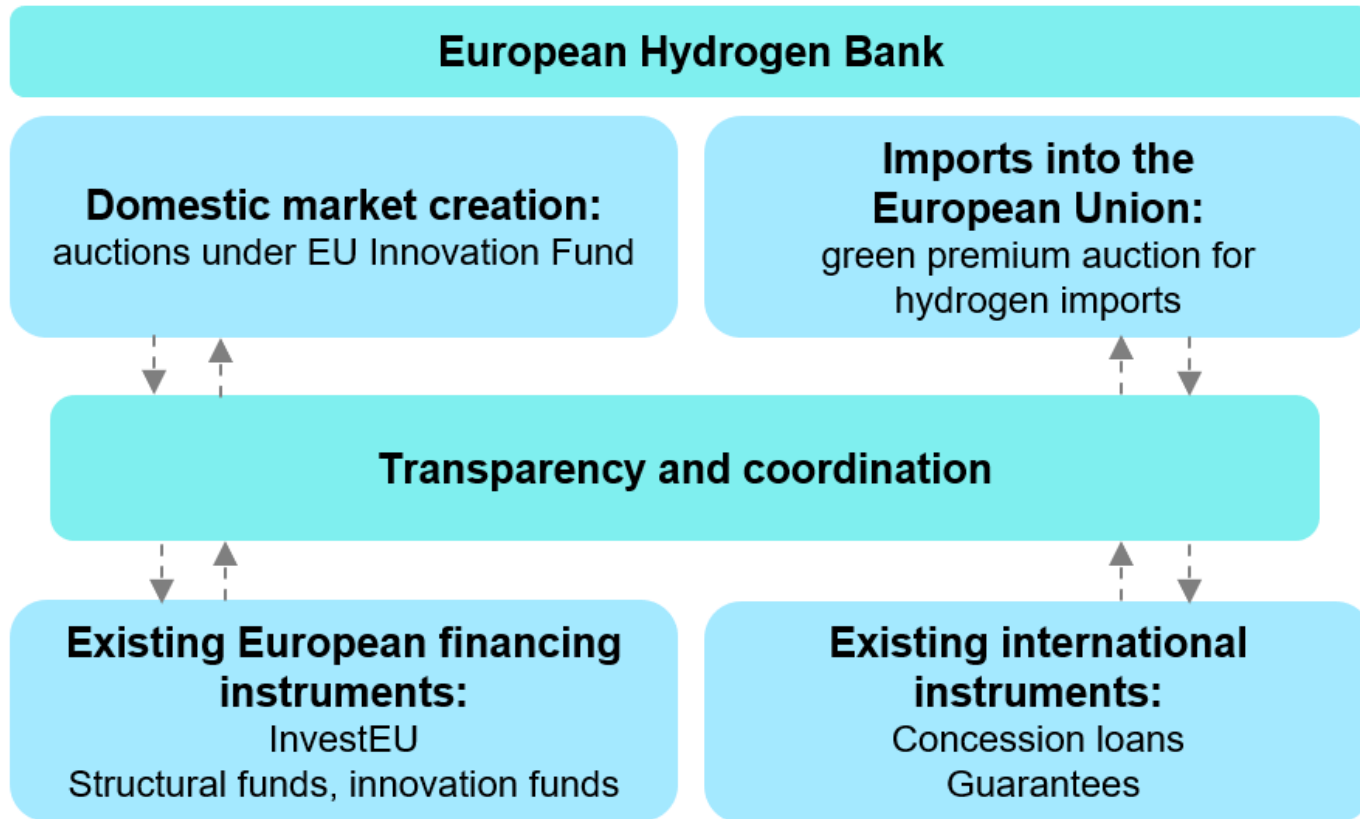 European Hydrogen Bank
Domestic market creation:
auctions under EU Innovation Fund
Imports into the
European Union:
green premium auction for
hydrogen imports
Transparency and coordination
Existing European financing
instruments:
InvestEU
Structural funds, innovation funds
Existing international
instruments:
Concession loans
Guarantees